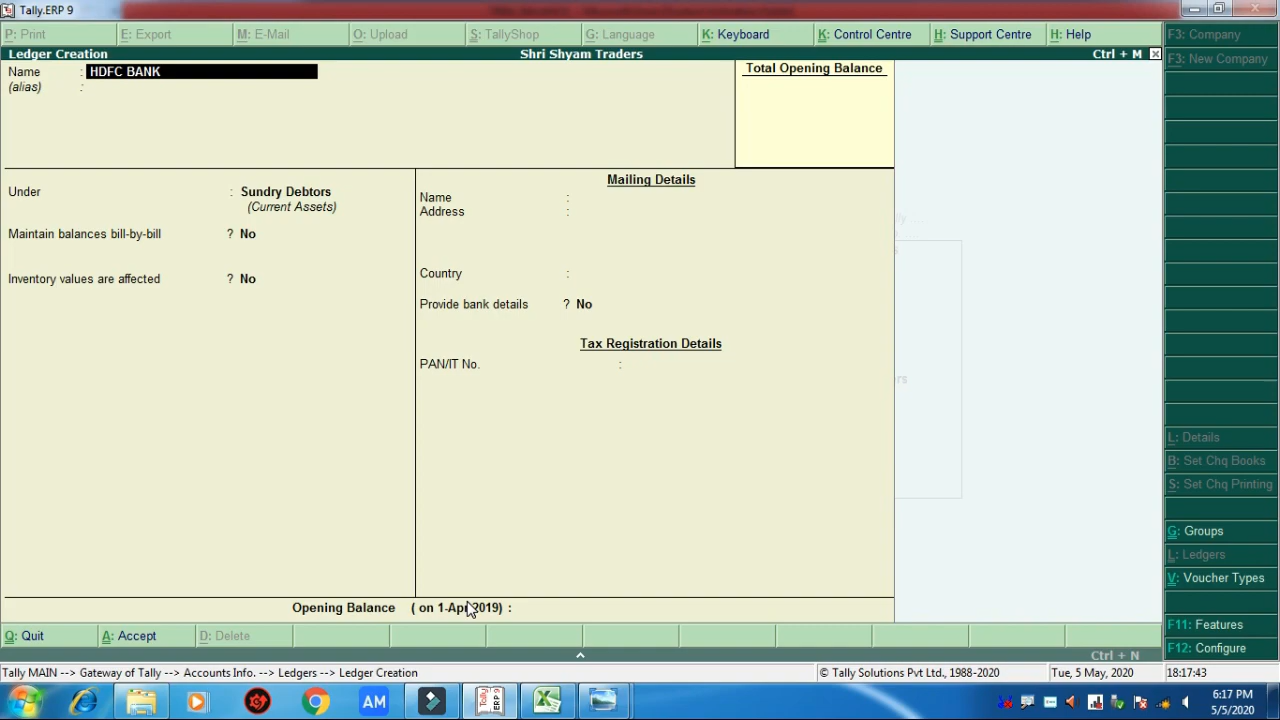 Tally.ERP 9
P: Print
E: Export
M: E-Mail
O: Upload
S: TallyShop
G: Language
K: Keyboard
K: Control Centre
H: Support Centre
H: Help
F3: Company
Ledger Creation
Shri Shyam Traders
Ctrl + M
F3: New Company
Name : HDFC BANK
(alias) :
Total Opening Balance
Under : Sundry Debtors
(Current Assets)
Maintain balances bill-by-bill ? No
Inventory values are affected ? No
Mailing Details
Name :
Address :
Country :
Provide bank details ? No
Tax Registration Details
PAN/IT No. :
Opening Balance ( on 1-Apr-2019) :
L: Details
B: Set Chq Books
S: Set Chq Printing
G: Groups
L: Ledgers
V: Voucher Types
F11: Features
F12: Configure
Q: Quit
A: Accept
D: Delete
Ctrl + N
Tally MAIN --> Gateway of Tally --> Accounts Info. --> Ledgers --> Ledger Creation
© Tally Solutions Pvt Ltd., 1988-2020
Tue, 5 May, 2020
18:17:43
AM
Tally
ERP 9
6:17 PM
5/5/2020